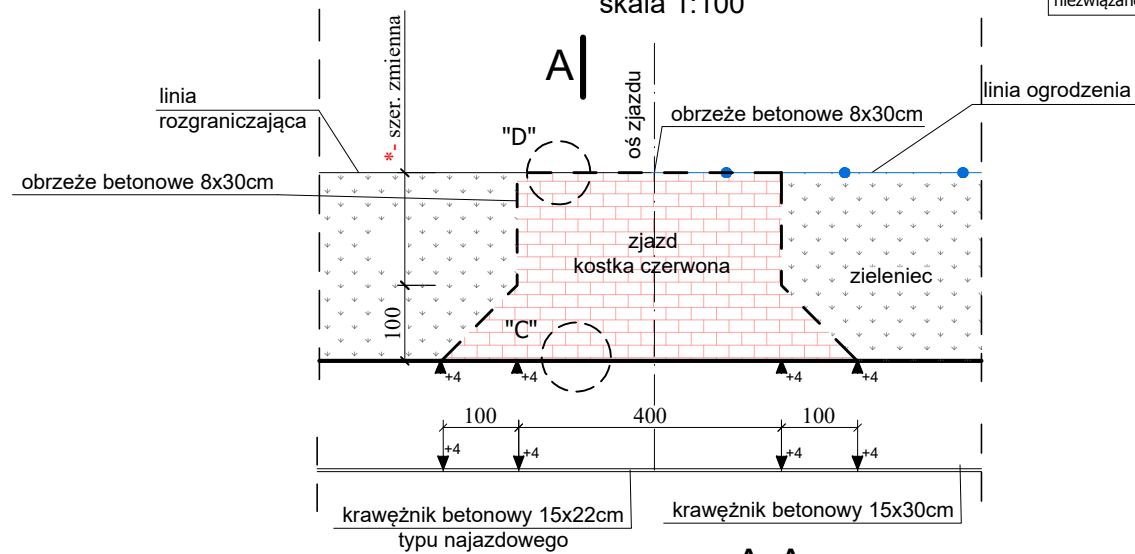 skala 1:100
A
oś zjazdu
*- szer. zmienna
linia
rozgraniczająca
linia ogrodzenia
obrzeże betonowe 8x30cm
"D"
obrzeże betonowe 8x30cm
zjazd
kostka czerwona
zieleniec
100
"C"
+4
+4
+4
+4
100
400
100
+4
+4
+4
+4
krawężnik betonowy 15x22cm
typu najazdowego
krawężnik betonowy 15x30cm